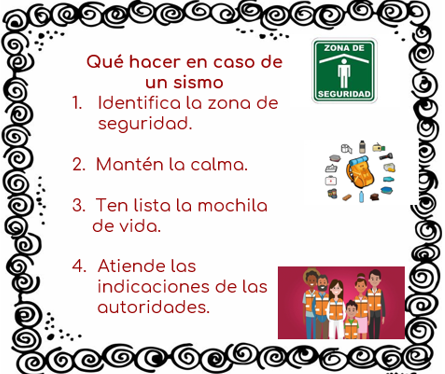 Qué hacer en caso de
un sismo
1. Identifica la zona de
seguridad.
2. Mantén la calma.
3. Ten lista la mochila
de vida.
4. Atiende las
indicaciones de las
autoridades.
ZONA DE
SEGURIDAD